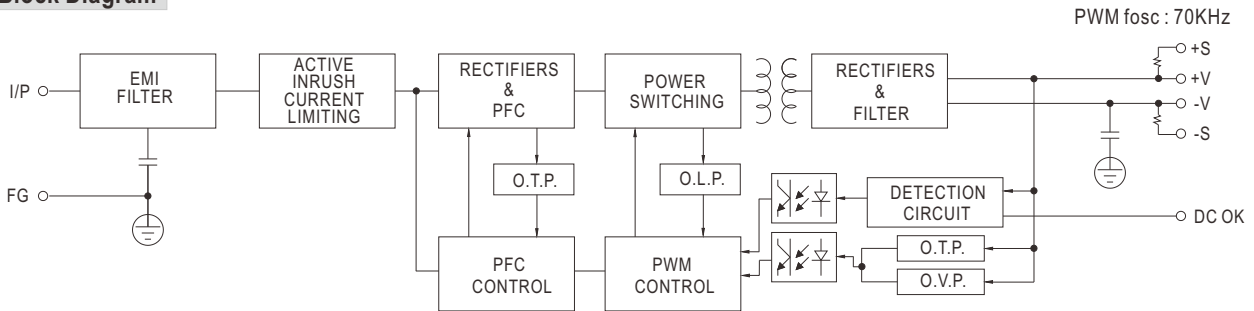 Block Diagram
PWM fosc : 70KHz
I/P
EMI
FILTER
ACTIVE
INRUSH
CURRENT
LIMITING
RECTIFIERS
&
PFC
POWER
SWITCHING
RECTIFIERS
&
FILTER
+S
+V
-V
-S
FG
O.T.P.
O.L.P.
DETECTION
CIRCUIT
DC OK
PFC
CONTROL
PWM
CONTROL
O.T.P.
O.V.P.